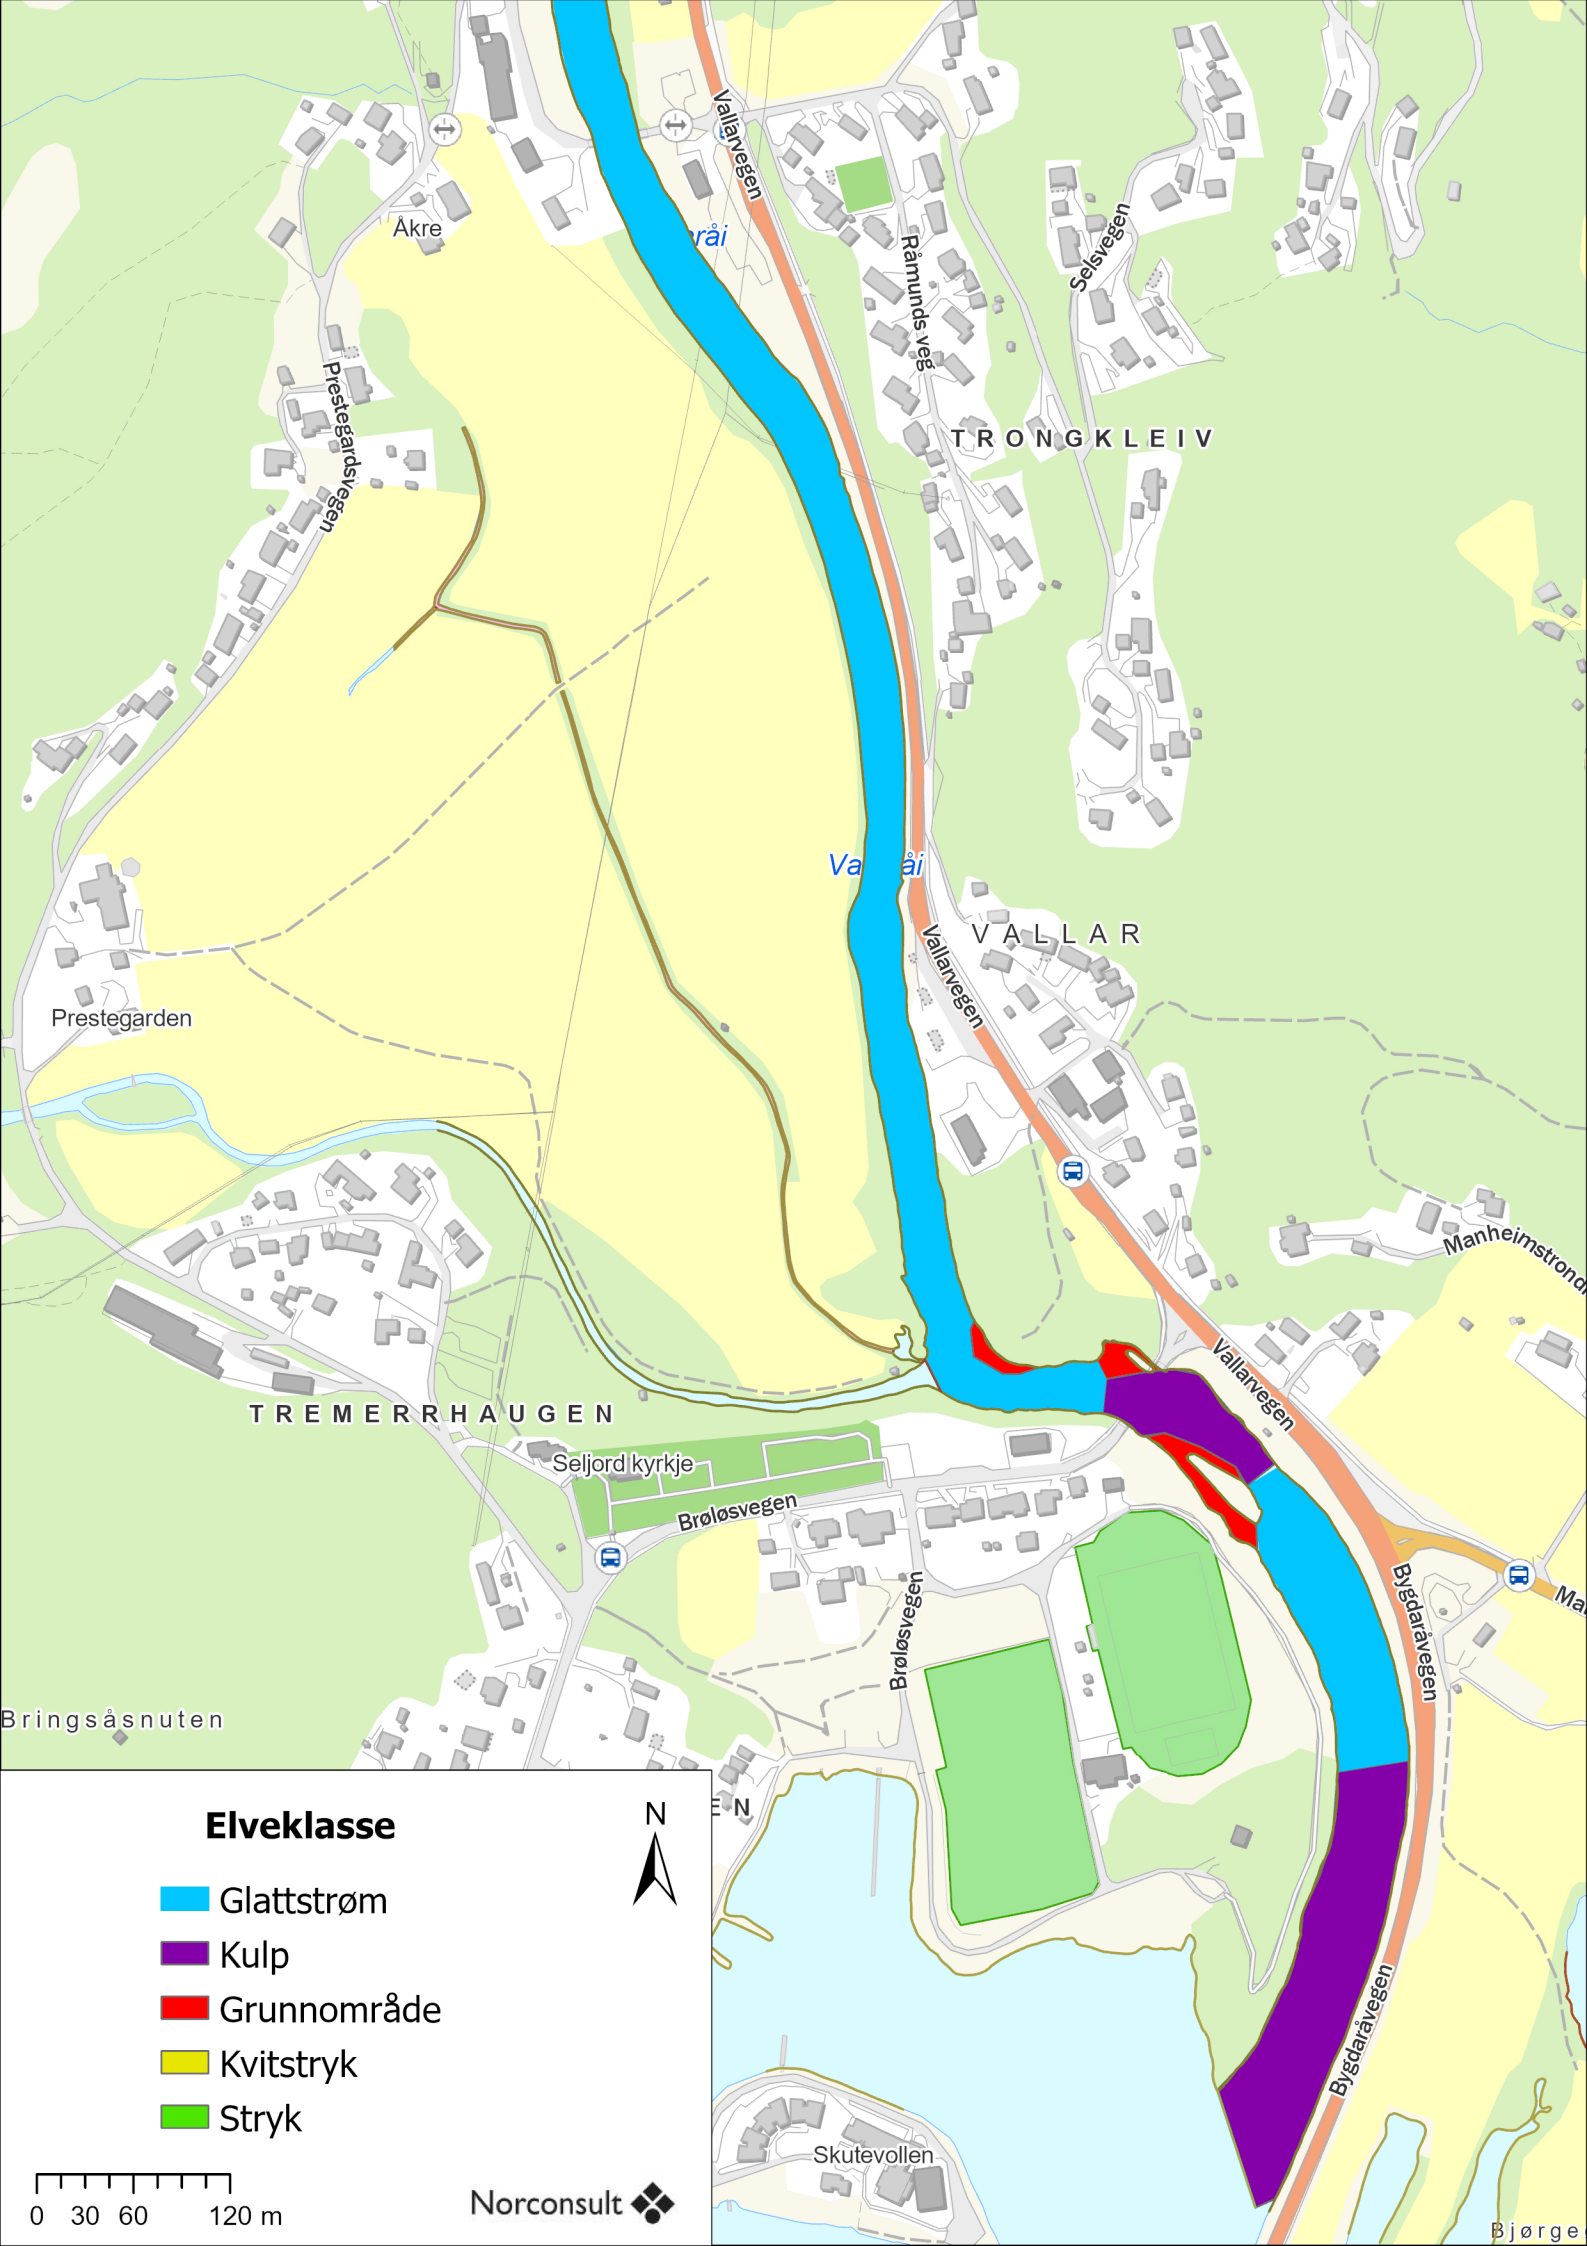 Vallarvegen
Åkre
Råmunds veg
Selsvegen
Prestegardsvegen
TRONGKLEIV
VALLAR
Vallarvegen
Prestegarden
Manheimstrond
Vallarvegen
TREMERRHAUGEN
Seljord kyrkje
Brøløsvegen
Brøløsvegen
Bygdaråvegen
Bringsåsnuten
Bygdaråvegen
Skutevollen
Elveklasse
N
Glattstrøm
Kulp
Grunnområde
Kvitstryk
Stryk
0 30 60 120 m
Norconsult